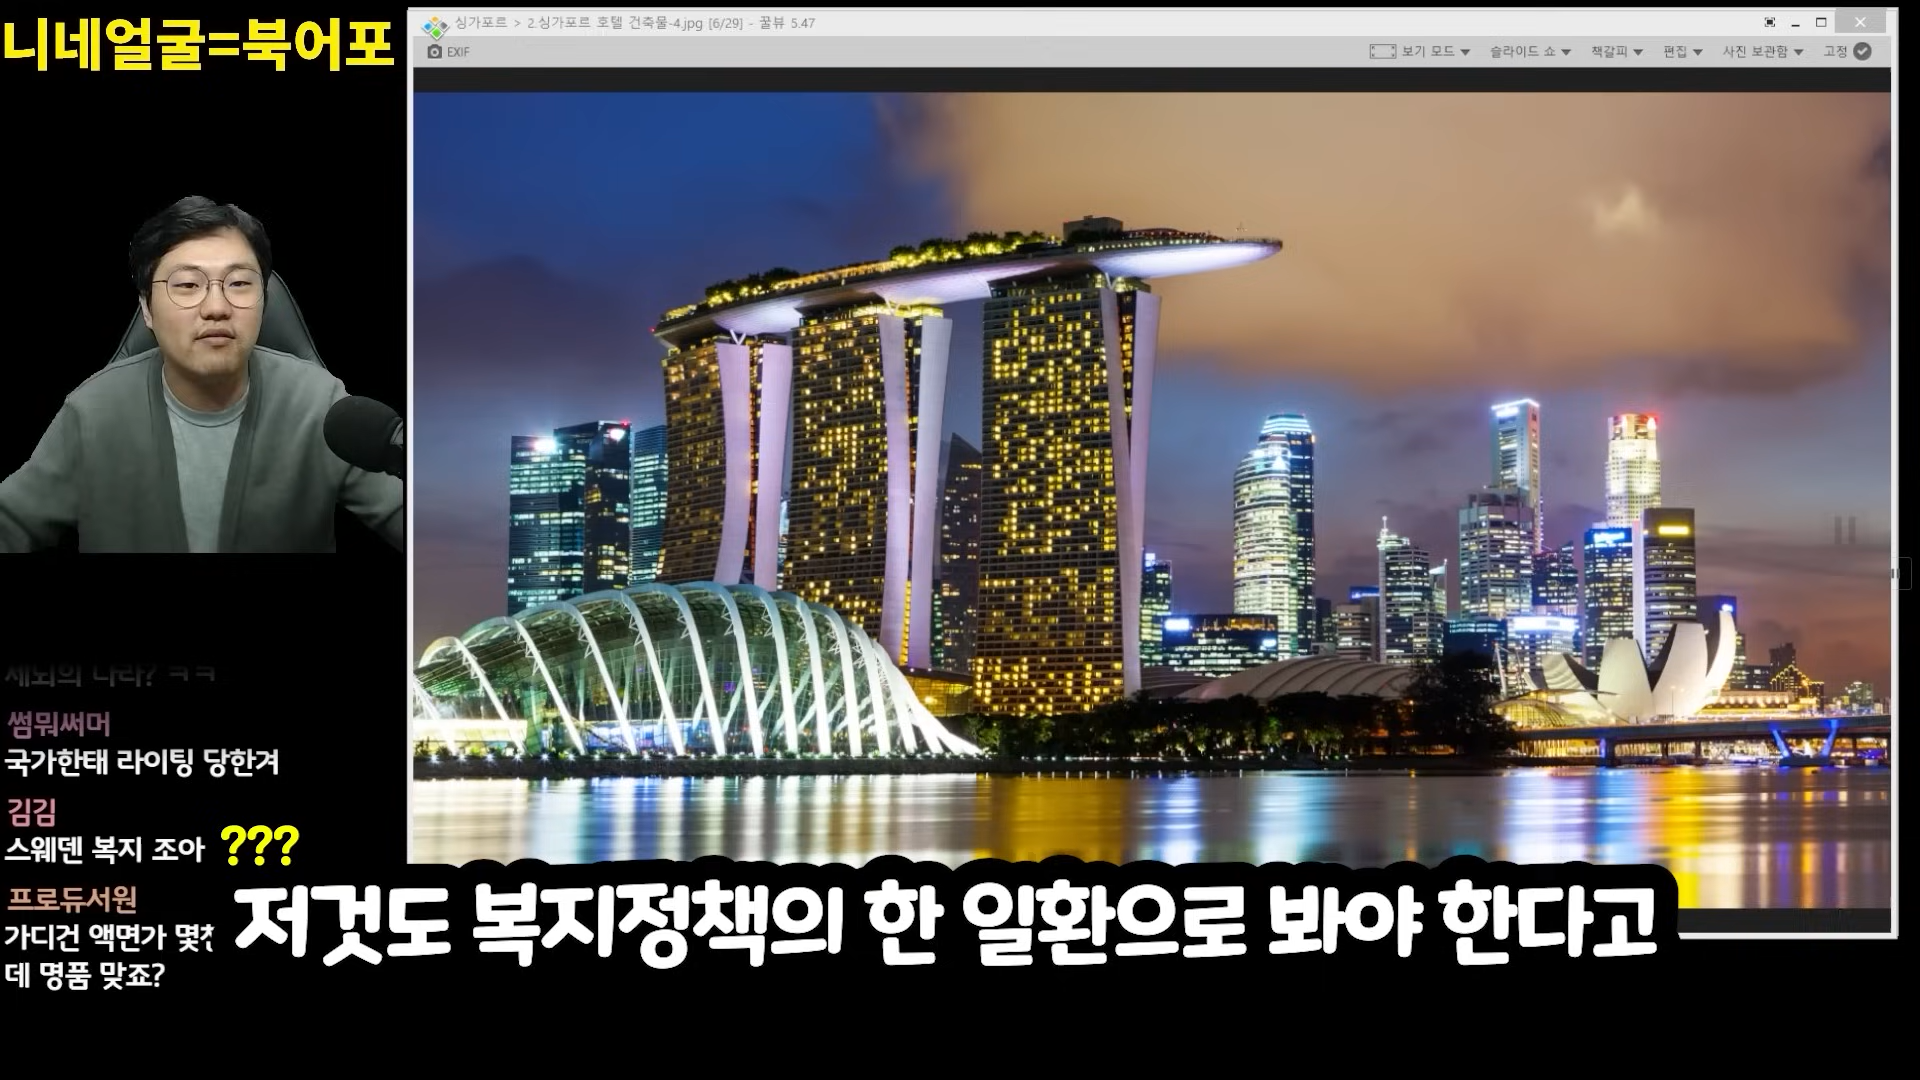 니네얼굴=북어포
싱가포르 > 2.싱가포르 호텔 건축물-4.jpg [6/29] - 꿀뷰 5.47
EXIF
보기 모드 슬라이드 쇼 책갈피 편집 사진 보관함 고정
나라? ㅋㅋ
썸뭐써머
국가한태 라이팅 당한겨
김김
스웨덴 복지 조아 ???
프로듀서원
가디건 액면가
데 명품 맞죠?
저것도 복지정책의 한 일환으로 봐야 한다고